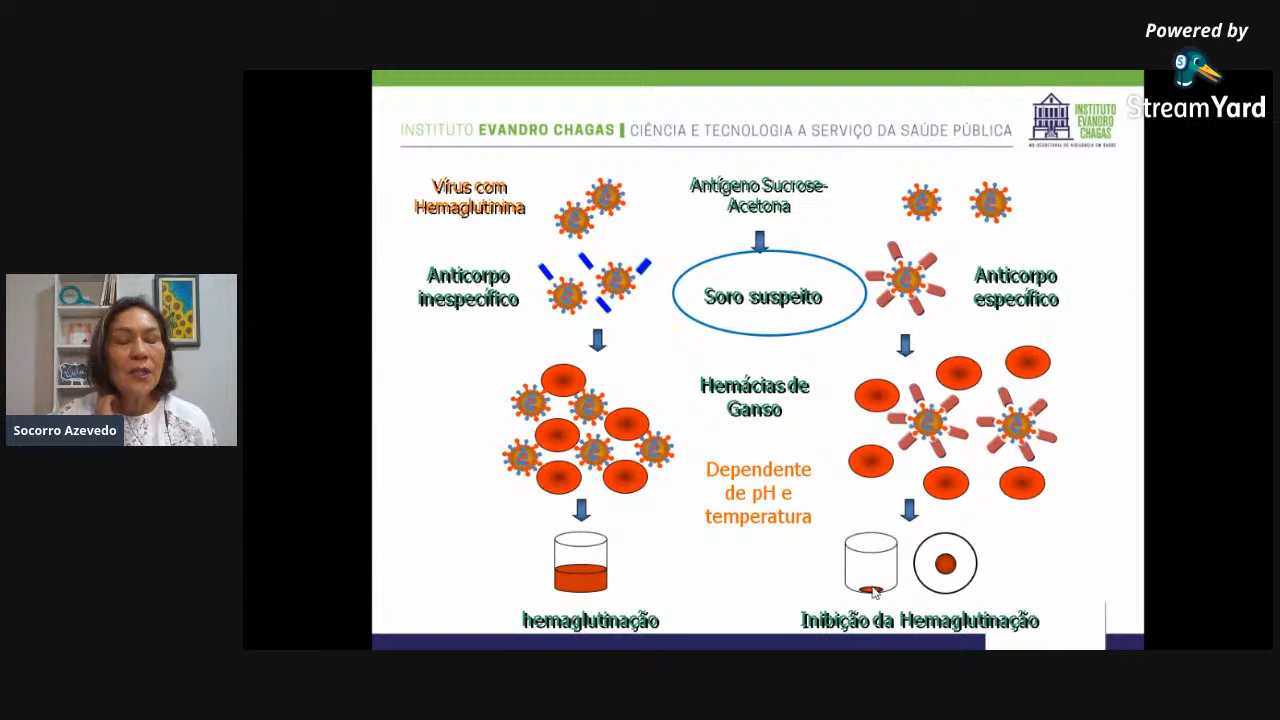 Powered by
StreamYard
INSTITUTO EVANDRO CHAGAS | CIÊNCIA E TECNOLOGIA A SERVIÇO DA SAÚDE PÚBLICA
INSTITUTO
EVANDRO
CHAGAS
Vírus com
Hemaglutinina
Antígeno Sucrose-
Acetona
Anticorpo
inespecífico
Soro suspeito
Anticorpo
específico
Hemácias de
Ganso
Dependente
de pH e
temperatura
hemaglutinação
Inibição da Hemaglutinação
Socorro Azevedo